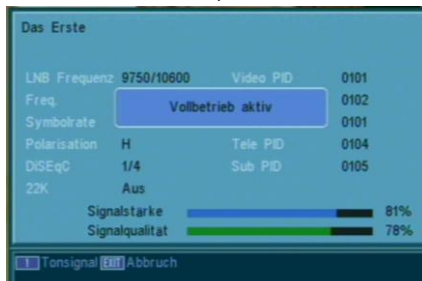 Das Erste
LNB Frequenz 9750/10600 Video PID 0101
Freq. 0102
Vollbetrieb aktiv
Symbolrate 0101
Polarisation H Tele PID 0104
DiSEqC 1/4 Sub PID 0105
22K Aus
Signalstärke 81%
Signalqualität 78%
1 Tonsignal EXIT Abbruch